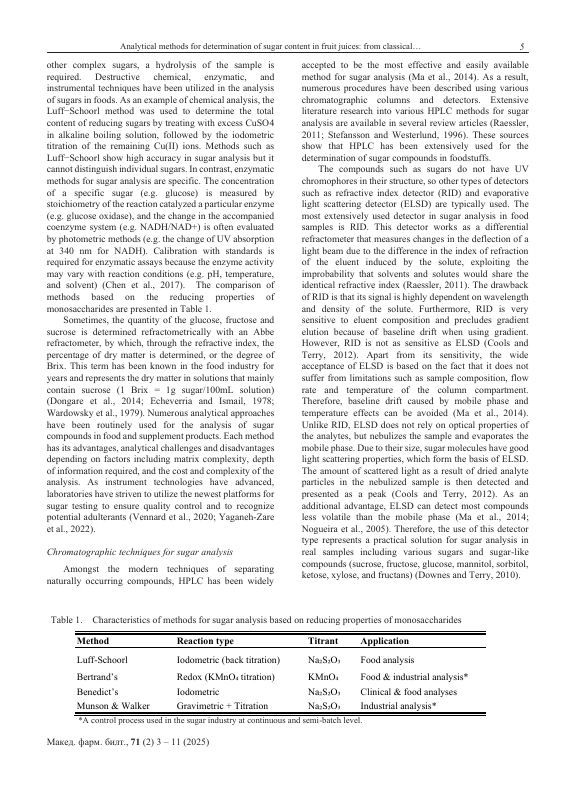 Analytical methods for determination of sugar content in fruit juices: from classical… 5
other complex sugars, a hydrolysis of the sample is
required. Destructive chemical, enzymatic, and
instrumental techniques have been utilized in the analysis
of sugars in foods. As an example of chemical analysis, the
Luff−Schoorl method was used to determine the total
content of reducing sugars by treating with excess CuSO4
in alkaline boiling solution, followed by the iodometric
titration of the remaining Cu(II) ions. Methods such as
Luff−Schoorl show high accuracy in sugar analysis but it
cannot distinguish individual sugars. In contrast, enzymatic
methods for sugar analysis are specific. The concentration
of a specific sugar (e.g. glucose) is measured by
stoichiometry of the reaction catalyzed a particular enzyme
(e.g. glucose oxidase), and the change in the accompanied
coenzyme system (e.g. NADH/NAD+) is often evaluated
by photometric methods (e.g. the change of UV absorption
at 340 nm for NADH). Calibration with standards is
required for enzymatic assays because the enzyme activity
may vary with reaction conditions (e.g. pH, temperature,
and solvent) (Chen et al., 2017). The comparison of
methods based on the reducing properties of
monosaccharides are presented in Table 1.
Sometimes, the quantity of the glucose, fructose and
sucrose is determined refractometrically with an Abbe
refractometer, by which, through the refractive index, the
percentage of dry matter is determined, or the degree of
Brix. This term has been known in the food industry for
years and represents the dry matter in solutions that mainly
contain sucrose (1 Brix = 1g sugar/100mL solution)
(Dongare et al., 2014; Echeverria and Ismail, 1978;
Wardowsky et al., 1979). Numerous analytical approaches
have been routinely used for the analysis of sugar
compounds in food and supplement products. Each method
has its advantages, analytical challenges and disadvantages
depending on factors including matrix complexity, depth
of information required, and the cost and complexity of the
analysis. As instrument technologies have advanced,
laboratories have striven to utilize the newest platforms for
sugar testing to ensure quality control and to recognize
potential adulterants (Vennard et al., 2020; Yaganeh-Zare
et al., 2022).
Chromatographic techniques for sugar analysis
Amongst the modern techniques of separating
naturally occurring compounds, HPLC has been widely
accepted to be the most effective and easily available
method for sugar analysis (Ma et al., 2014). As a result,
numerous procedures have been described using various
chromatographic columns and detectors. Extensive
literature research into various HPLC methods for sugar
analysis are available in several review articles (Raessler,
2011; Stefansson and Westerlund, 1996). These sources
show that HPLC has been extensively used for the
determination of sugar compounds in foodstuffs.
The compounds such as sugars do not have UV
chromophores in their structure, so other types of detectors
such as refractive index detector (RID) and evaporative
light scattering detector (ELSD) are typically used. The
most extensively used detector in sugar analysis in food
samples is RID. This detector works as a differential
refractometer that measures changes in the deflection of a
light beam due to the difference in the index of refraction
of the eluent induced by the solute, exploiting the
improbability that solvents and solutes would share the
identical refractive index (Raessler, 2011). The drawback
of RID is that its signal is highly dependent on wavelength
and density of the solute. Furthermore, RID is very
sensitive to eluent composition and precludes gradient
elution because of baseline drift when using gradient.
However, RID is not as sensitive as ELSD (Cools and
Terry, 2012). Apart from its sensitivity, the wide
acceptance of ELSD is based on the fact that it does not
suffer from limitations such as sample composition, flow
rate and temperature of the column compartment.
Therefore, baseline drift caused by mobile phase and
temperature effects can be avoided (Ma et al., 2014).
Unlike RID, ELSD does not rely on optical properties of
the analytes, but nebulizes the sample and evaporates the
mobile phase. Due to their size, sugar molecules have good
light scattering properties, which form the basis of ELSD.
The amount of scattered light as a result of dried analyte
particles in the nebulized sample is then detected and
presented as a peak (Cools and Terry, 2012). As an
additional advantage, ELSD can detect most compounds
less volatile than the mobile phase (Ma et al., 2014;
Nogueira et al., 2005). Therefore, the use of this detector
type represents a practical solution for sugar analysis in
real samples including various sugars and sugar-like
compounds (sucrose, fructose, glucose, mannitol, sorbitol,
ketose, xylose, and fructans) (Downes and Terry, 2010).
Table 1. Characteristics of methods for sugar analysis based on reducing properties of monosaccharides
Method Reaction type Titrant Application
Luff-Schoorl Iodometric (back titration) Na₂S₂O₃ Food analysis
Bertrand’s Redox (KMnO₄ titration) KMnO₄ Food & industrial analysis*
Benedict’s Iodometric Na₂S₂O₃ Clinical & food analyses
Munson & Walker Gravimetric + Titration Na₂S₂O₃ Industrial analysis*
*A control process used in the sugar industry at continuous and semi-batch level.
Макед. фарм. билт., 71 (2) 3 – 11 (2025)